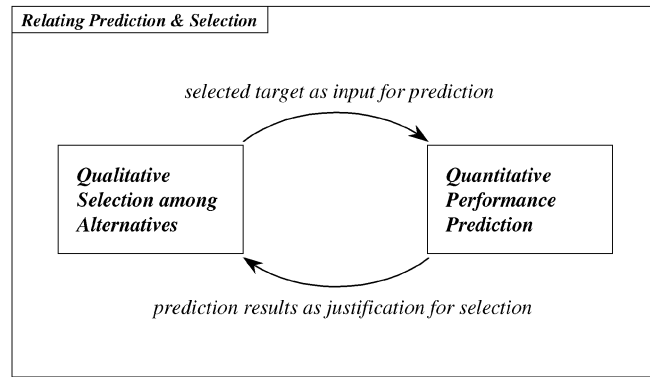 Relating Prediction & Selection
selected target as input for prediction
Qualitative
Selection among
Alternatives
Quantitative
Performance
Prediction
prediction results as justification for selection